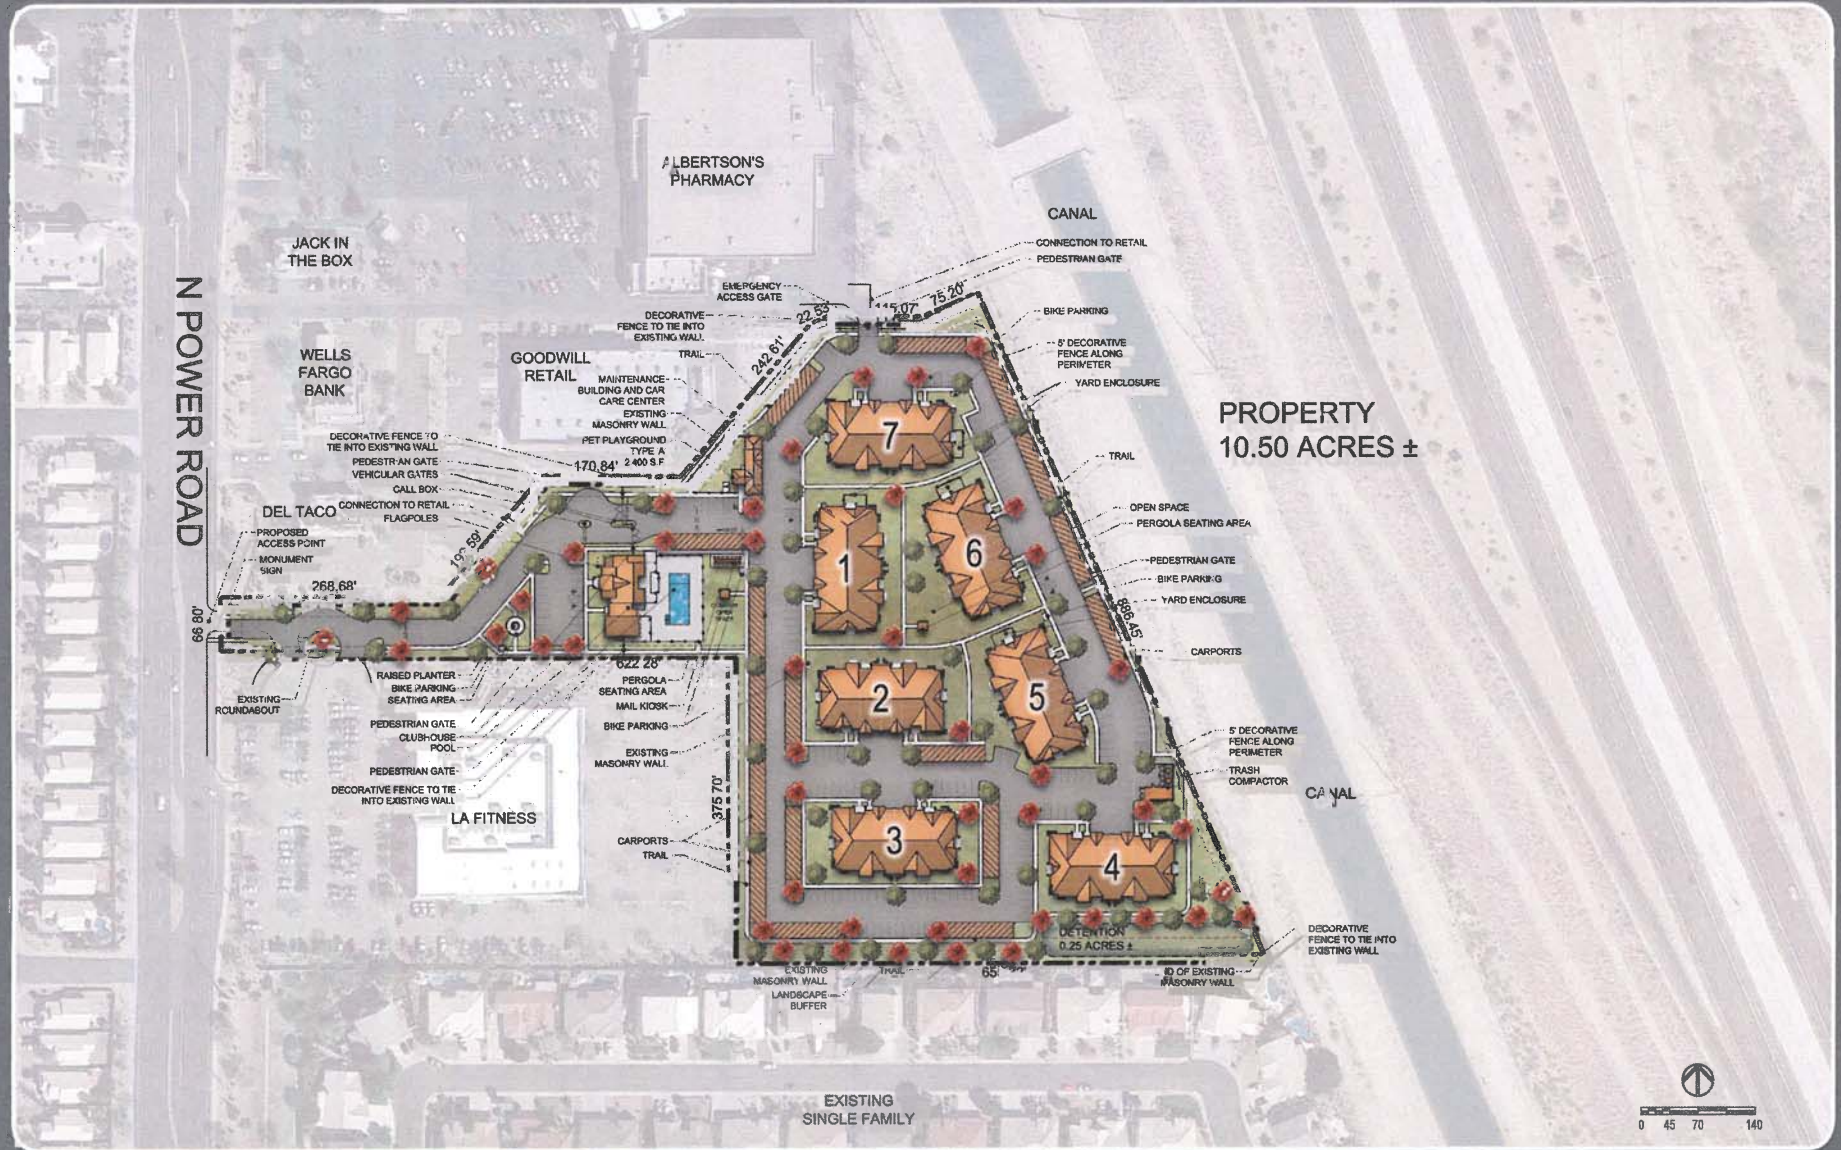 ALBERTSON'S
PHARMACY
JACK IN
THE BOX
N POWER ROAD
WELLS
FARGO
BANK
GOODWILL
RETAIL
DEL TACO
LA FITNESS
CANAL
CONNECTION TO RETAIL
PEDESTRIAN GATE
EMERGENCY
ACCESS GATE
22.53'
75.20'
DECORATIVE
FENCE TO TIE INTO
EXISTING WALL
TRAIL
242.61'
MAINTENANCE
BUILDING AND CAR
CARE CENTER
EXISTING
MASONRY WALL
PET PLAYGROUND
TYPE A
2 400 S.F
DECORATIVE FENCE TO
TIE INTO EXISTING WALL
PEDESTRIAN GATE
VEHICULAR GATES
CALL BOX
CONNECTION TO RETAIL
FLAGPOLES
170.84'
PROPOSED
ACCESS POINT
MONUMENT
SIGN
268.68'
66.80'
EXISTING
ROUNDABOUT
RAISED PLANTER
BIKE PARKING
SEATING AREA
PEDESTRIAN GATE
CLUBHOUSE
POOL
PEDESTRIAN GATE
DECORATIVE FENCE TO TIE
INTO EXISTING WALL
622 28'
PERGOLA
SEATING AREA
MAIL KIOSK
BIKE PARKING
EXISTING
MASONRY WALL
375 70'
CARPORTS
TRAIL
BIKE PARKING
5' DECORATIVE
FENCE ALONG
PERIMETER
YARD ENCLOSURE
PROPERTY
10.50 ACRES ±
TRAIL
OPEN SPACE
PERGOLA SEATING AREA
PEDESTRIAN GATE
BIKE PARKING
YARD ENCLOSURE
886.45'
CARPORTS
5' DECORATIVE
FENCE ALONG
PERIMETER
TRASH
COMPACTOR
CANAL
7
1
6
2
5
3
4
DETENTION
0.25 ACRES ±
DECORATIVE
FENCE TO TIE INTO
EXISTING WALL
OF EXISTING
MASONRY WALL
EXISTING
MASONRY WALL
LANDSCAPE
BUFFER
TRAIL
EXISTING
SINGLE FAMILY
0 45 70 140